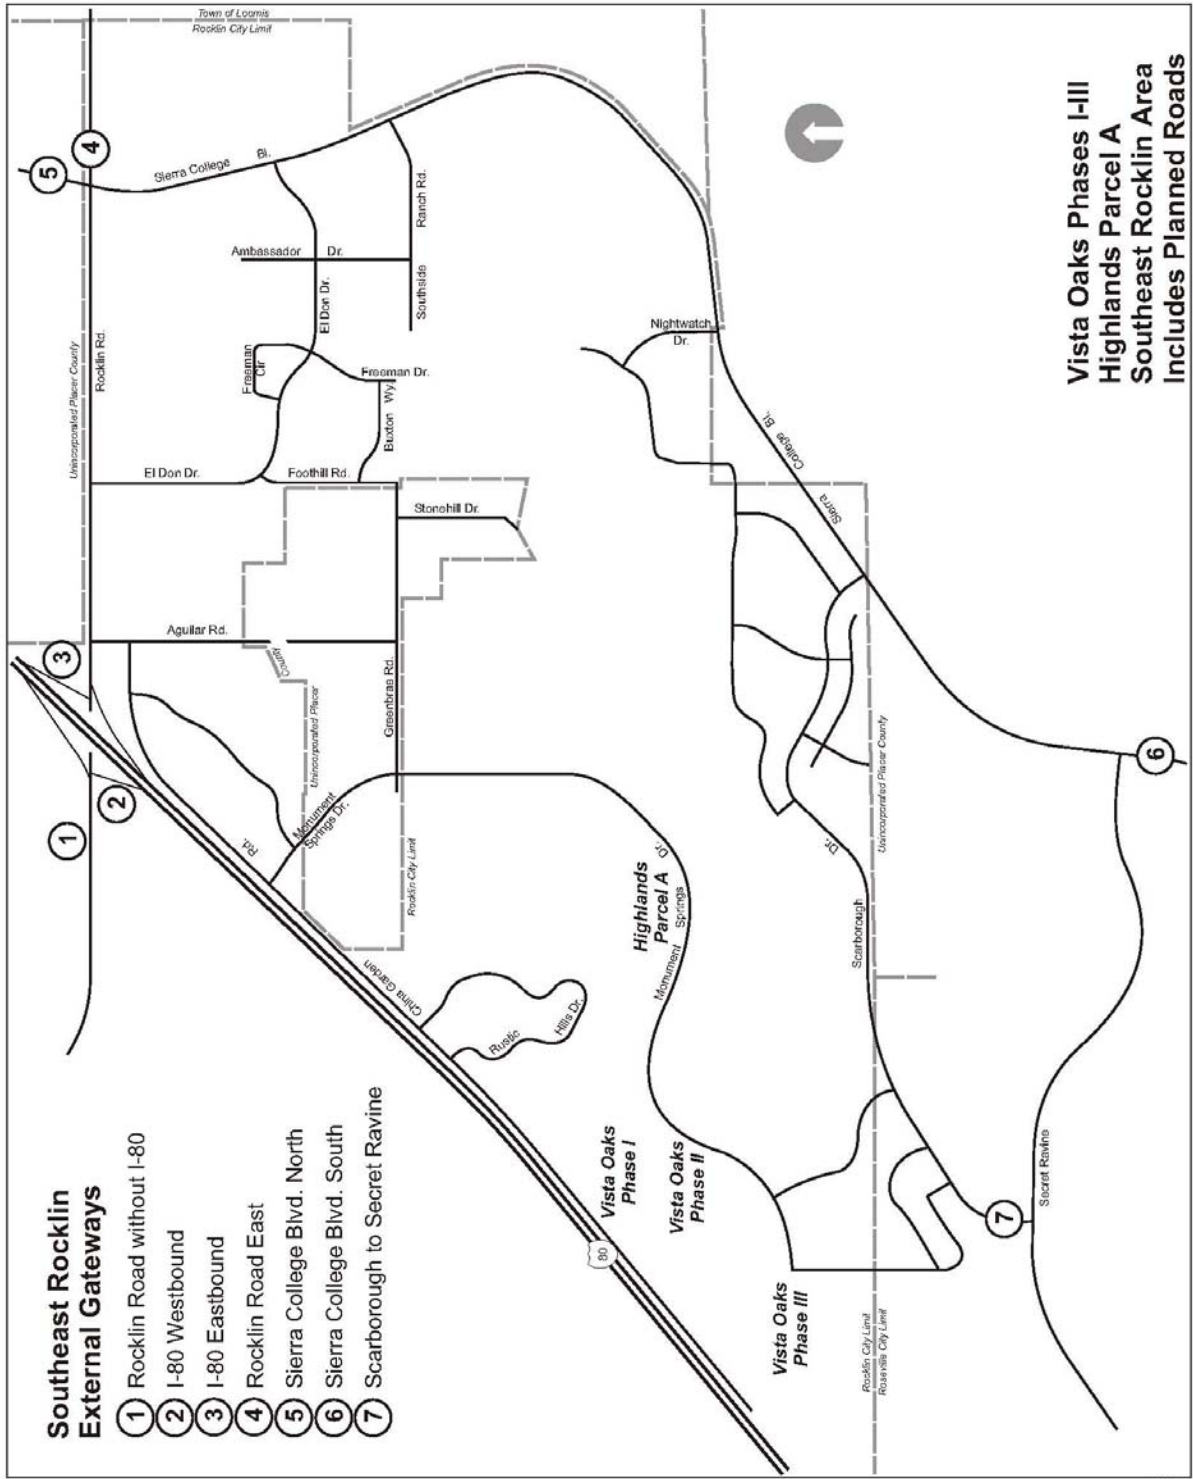 Southeast Rocklin
External Gateways
1 Rocklin Road without I-80
2 I-80 Westbound
3 I-80 Eastbound
4 Rocklin Road East
5 Sierra College Blvd. North
6 Sierra College Blvd. South
7 Scarborough to Secret Ravine
Vista Oaks Phases I-III
Highlands Parcel A
Southeast Rocklin Area
Includes Planned Roads
1
2
3
4
5
6
7
Town of Loomis
Rocklin City Limit
Unincorporated Placer County
Rocklin Rd.
Sierra College Bl.
Ambassador Dr.
El Don Dr.
Southside Ranch Rd.
Freeman
Cir
Freeman Dr.
Buxton Wy.
El Don Dr.
Foothill Rd.
Stonehill Dr.
Aguilar Rd.
Greenbrae Rd.
Unincorporated Placer County
Rocklin City Limit
Monument
Springs Dr.
China Garden Rd.
Rustic Hills Dr.
Nightwatch
Dr.
Sierra College Bl.
Highlands
Parcel A
Monument Springs Dr.
Scarborough Dr.
Unincorporated Placer County
Vista Oaks
Phase I
Vista Oaks
Phase II
Vista Oaks
Phase III
80
Rocklin City Limit
Roseville City Limit
Secret Ravine